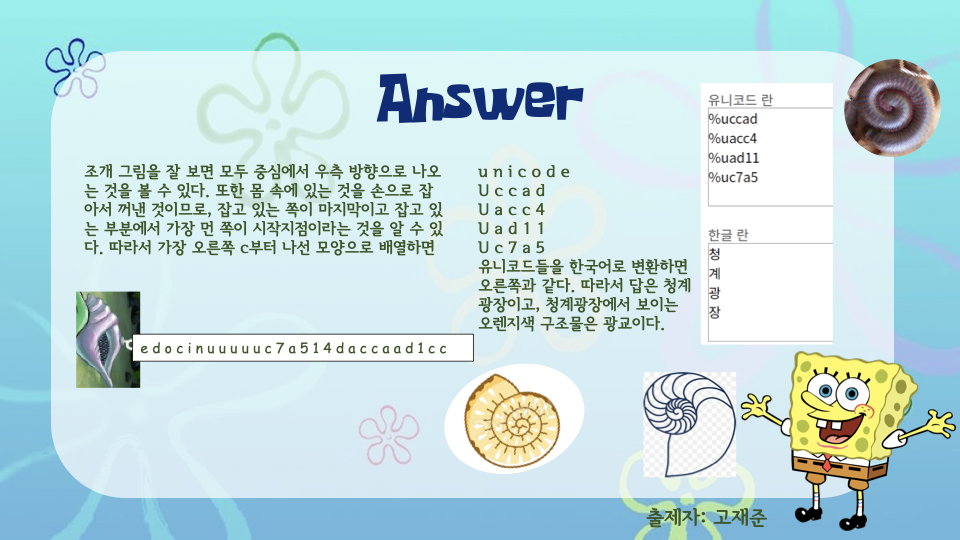 Answer
조개 그림을 잘 보면 모두 중심에서 우측 방향으로 나오
는 것을 볼 수 있다. 또한 몸 속에 있는 것을 손으로 잡
아서 꺼낸 것이므로, 잡고 있는 쪽이 마지막이고 잡고 있
는 부분에서 가장 먼 쪽이 시작지점이라는 것을 알 수 있
다. 따라서 가장 오른쪽 c부터 나선 모양으로 배열하면
edocinuuuuuc7a514daccaad1cc
unicode
Uccad
Uacc4
Uad11
Uc7a5
유니코드들을 한국어로 변환하면
오른쪽과 같다. 따라서 답은 청계
광장이고, 청계광장에서 보이는
오렌지색 구조물은 광교이다.
유니코드 란
%uccad
%uacc4
%uad11
%uc7a5
한글 란
청
계
광
장
출제자: 고재준